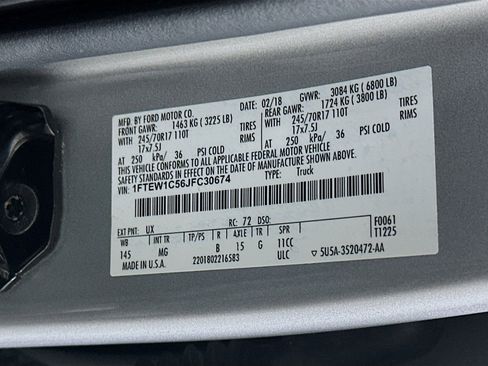 MFD. BY FORD MOTOR CO.
DATE: 02/18 GVWR: 3084 KG ( 6800 LB)
FRONT GAWR: 1463 KG ( 3225 LB) REAR GAWR: 1724 KG ( 3800 LB)
WITH 245/70R17 110T TIRES WITH 245/70R17 110T TIRES
17x7.5J RIMS 17x7.5J RIMS
AT 250 kPa/ 36 PSI COLD AT 250 kPa/ 36 PSI COLD
THIS VEHICLE CONFORMS TO ALL APPLICABLE FEDERAL MOTOR VEHICLE
SAFETY STANDARDS IN EFFECT ON THE DATE OF MANUFACTURE SHOWN ABOVE.
VIN: 1FTEW1C56JFC30674 TYPE: Truck
EXT PNT: UX RC: 72 DSO: F0061
WB INT TR TP/PS R AXLE TR SPR T1225
145 MG B 15 G 11CC
U.S.A. 2201802216583 ULC 5U5A-3520472-AA